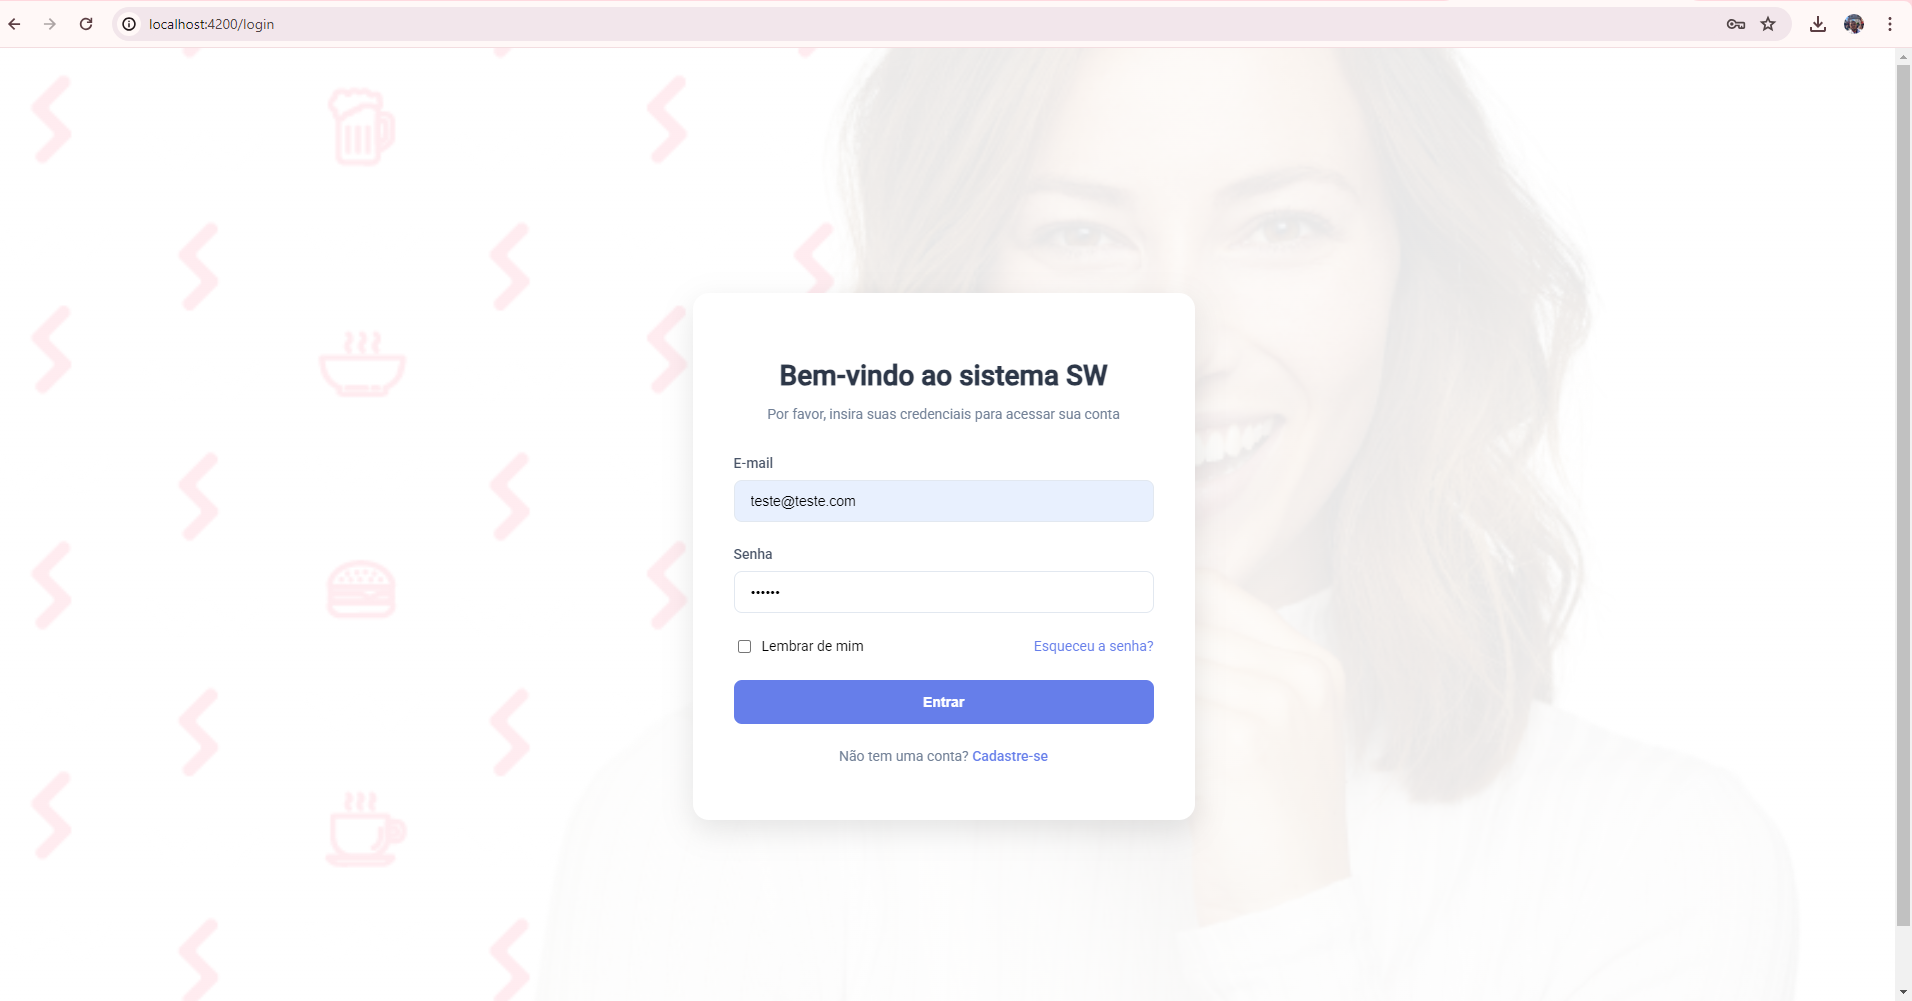 localhost:4200/login
Bem-vindo ao sistema SW
Por favor, insira suas credenciais para acessar sua conta
E-mail
teste@teste.com
Senha
••••••
Lembrar de mim
Esqueceu a senha?
Entrar
Não tem uma conta? Cadastre-se